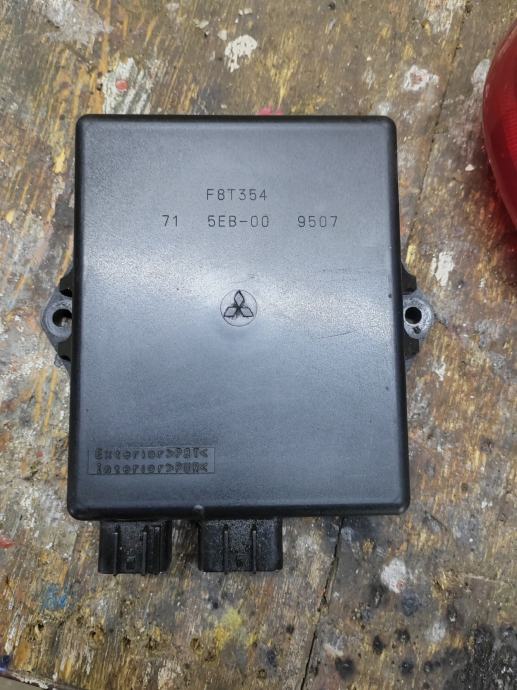 F8T354
71 5EB-00 9507
Exterior>PBT<
Interior>PUR<